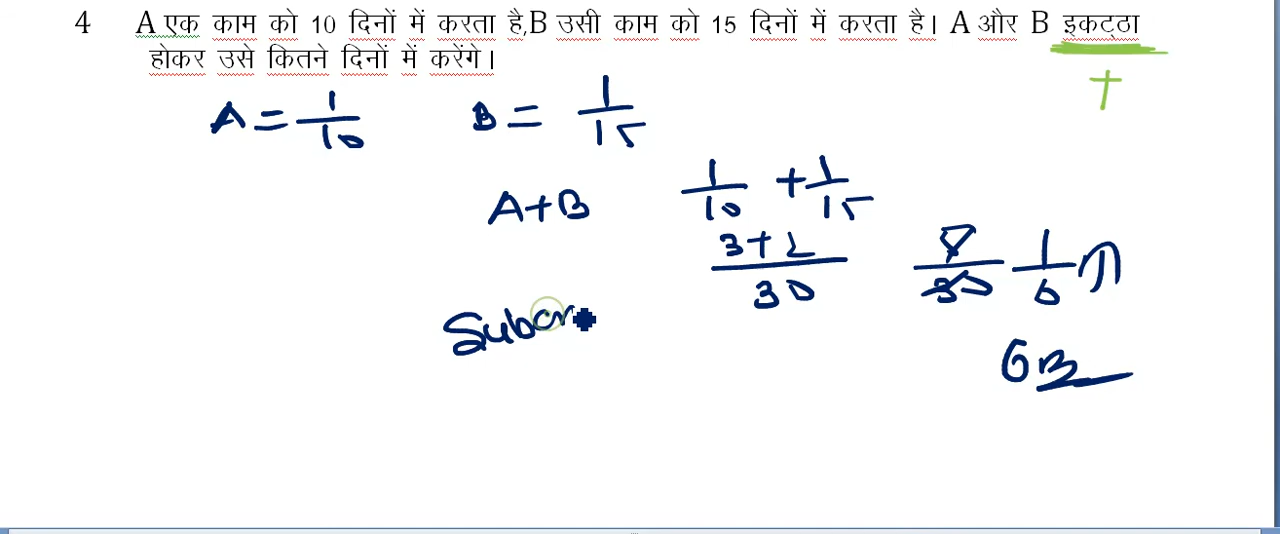 4 A एक काम को 10 दिनों में करता है,B उसी काम को 15 दिनों में करता है। A और B इकट्ठा
होकर उसे कितने दिनों में करेंगे।
+
A = 1/10 B = 1/15
A+B 1/10 + 1/15
3+2/30 5/30 1/6
Subcr
6